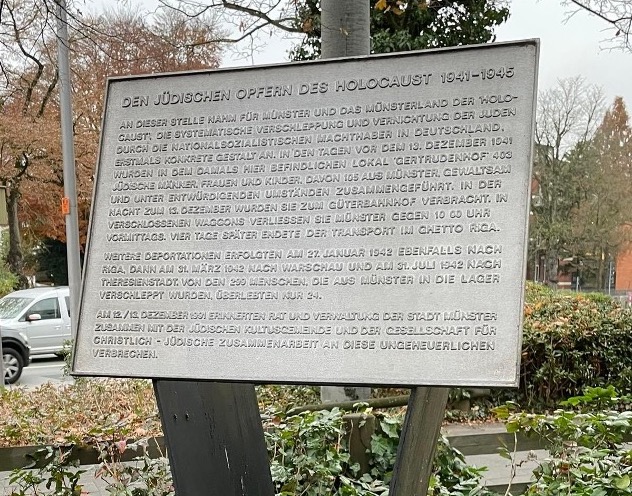 DEN JÜDISCHEN OPFERN DES HOLOCAUST 1941-1945
AN DIESER STELLE NAHM FÜR MÜNSTER UND DAS MÜNSTERLAND DER 'HOLO-
CAUST', DIE SYSTEMATISCHE VERSCHLEPPUNG UND VERNICHTUNG DER JUDEN
DURCH DIE NATIONALSOZIALISTISCHEN MACHTHABER IN DEUTSCHLAND,
ERSTMALS KONKRETE GESTALT AN. IN DEN TAGEN VOR DEM 13. DEZEMBER 1941
WURDEN IN DEM DAMALS HIER BEFINDLICHEN LOKAL 'GERTRUDENHOF' 403
JÜDISCHE MÄNNER, FRAUEN UND KINDER, DAVON 105 AUS MÜNSTER, GEWALTSAM
UND UNTER ENTWÜRDIGENDEN UMSTÄNDEN ZUSAMMENGEFÜHRT. IN DER
NACHT ZUM 13. DEZEMBER WURDEN SIE ZUM GÜTERBAHNHOF VERBRACHT. IN
VERSCHLOSSENEN WAGGONS VERLIESSEN SIE MÜNSTER GEGEN 10 00 UHR
VORMITTAGS. VIER TAGE SPÄTER ENDETE DER TRANSPORT IM GHETTO RIGA.
WEITERE DEPORTATIONEN ERFOLGTEN AM 27. JANUAR 1942 EBENFALLS NACH
RIGA, DANN AM 31. MÄRZ 1942 NACH WARSCHAU UND AM 31. JULI 1942 NACH
THERESIENSTADT. VON DEN 299 MENSCHEN, DIE AUS MÜNSTER IN DIE LAGER
VERSCHLEPPT WURDEN, ÜBERLEBTEN NUR 24.
AM 12./13. DEZEMBER 1991 ERINNERTEN RAT UND VERWALTUNG DER STADT MÜNSTER
ZUSAMMEN MIT DER JÜDISCHEN KULTUSGEMEINDE UND DER GESELLSCHAFT FÜR
CHRISTLICH - JÜDISCHE ZUSAMMENARBEIT AN DIESE UNGEHEUERLICHEN
VERBRECHEN.